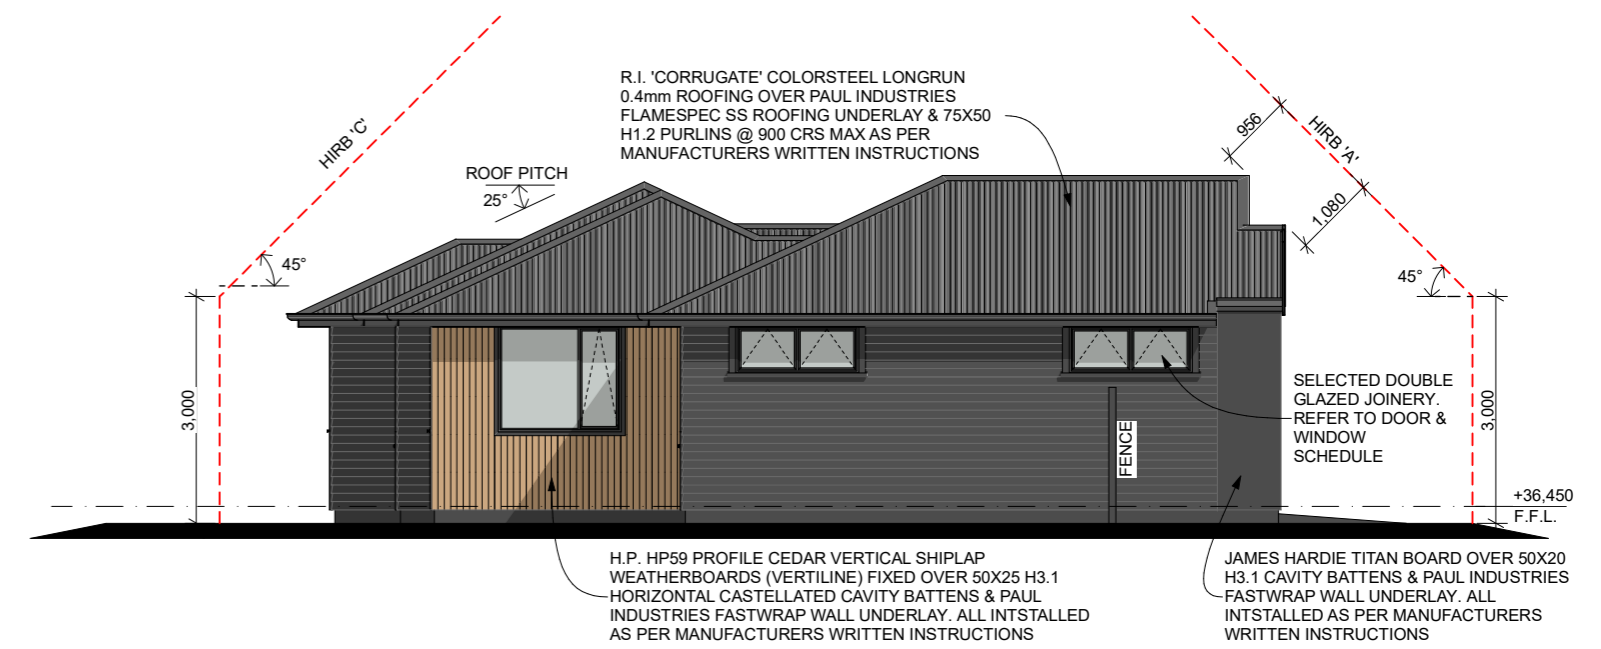 R.I. 'CORRUGATE' COLORSTEEL LONGRUN
0.4mm ROOFING OVER PAUL INDUSTRIES
FLAMESPEC SS ROOFING UNDERLAY & 75X50
H1.2 PURLINS @ 900 CRS MAX AS PER
MANUFACTURERS WRITTEN INSTRUCTIONS
HIRB 'C'
ROOF PITCH
25°
956
HIRB 'A'
1,080
45°
45°
3,000
3,000
SELECTED DOUBLE
GLAZED JOINERY.
REFER TO DOOR &
WINDOW
SCHEDULE
FENCE
+36,450
F.F.L.
H.P. HP59 PROFILE CEDAR VERTICAL SHIPLAP
WEATHERBOARDS (VERTILINE) FIXED OVER 50X25 H3.1
HORIZONTAL CASTELLATED CAVITY BATTENS & PAUL
INDUSTRIES FASTWRAP WALL UNDERLAY. ALL INTSTALLED
AS PER MANUFACTURERS WRITTEN INSTRUCTIONS
JAMES HARDIE TITAN BOARD OVER 50X20
H3.1 CAVITY BATTENS & PAUL INDUSTRIES
FASTWRAP WALL UNDERLAY. ALL
INTSTALLED AS PER MANUFACTURERS
WRITTEN INSTRUCTIONS